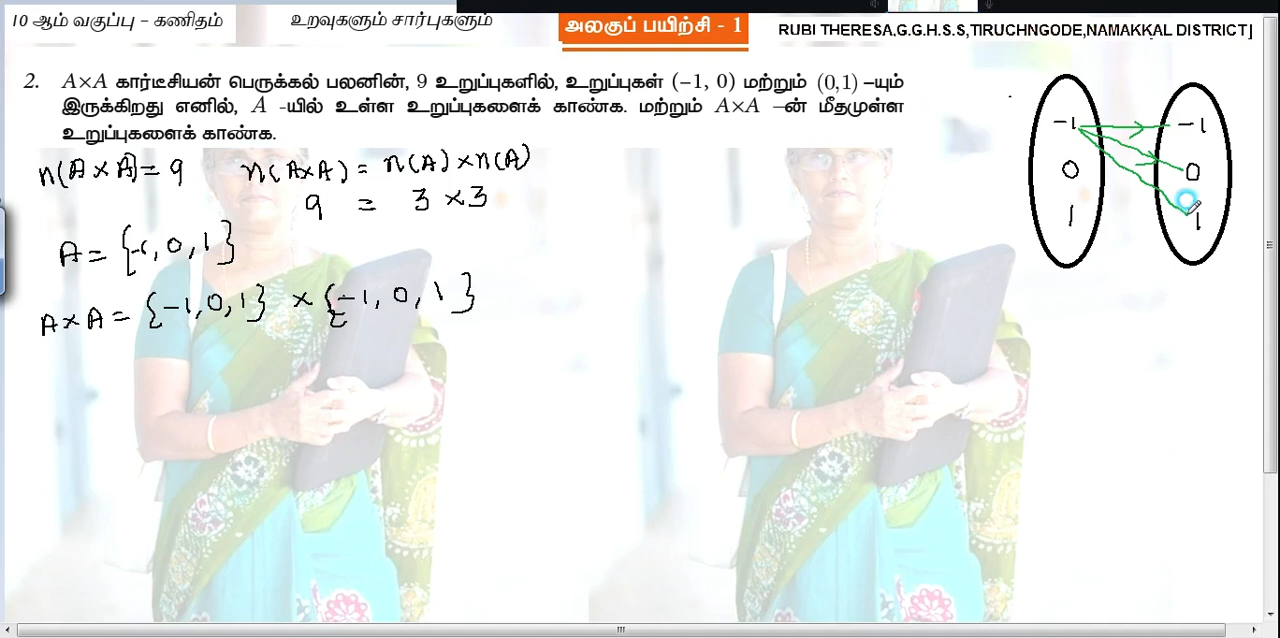 10 ஆம் வகுப்பு – கணிதம்
உறவுகளும் சார்புகளும்
அலகுப் பயிற்சி - 1
RUBI THERESA,G.G.H.S.S,TIRUCHNGODE,NAMAKKAL DISTRICT]
2. A×A கார்டீசியன் பெருக்கல் பலனின், 9 உறுப்புகளில், உறுப்புகள் (−1, 0) மற்றும் (0,1) –யும்
இருக்கிறது எனில், A -யில் உள்ள உறுப்புகளைக் காண்க. மற்றும் A×A –ன் மீதமுள்ள
உறுப்புகளைக் காண்க.
n(A×A)=9 n(A×A) = n(A)×n(A)
9 = 3×3
A = {-1, 0, 1}
A×A = {-1, 0, 1} × {-1, 0, 1}
-1 -1
0 0
1 1